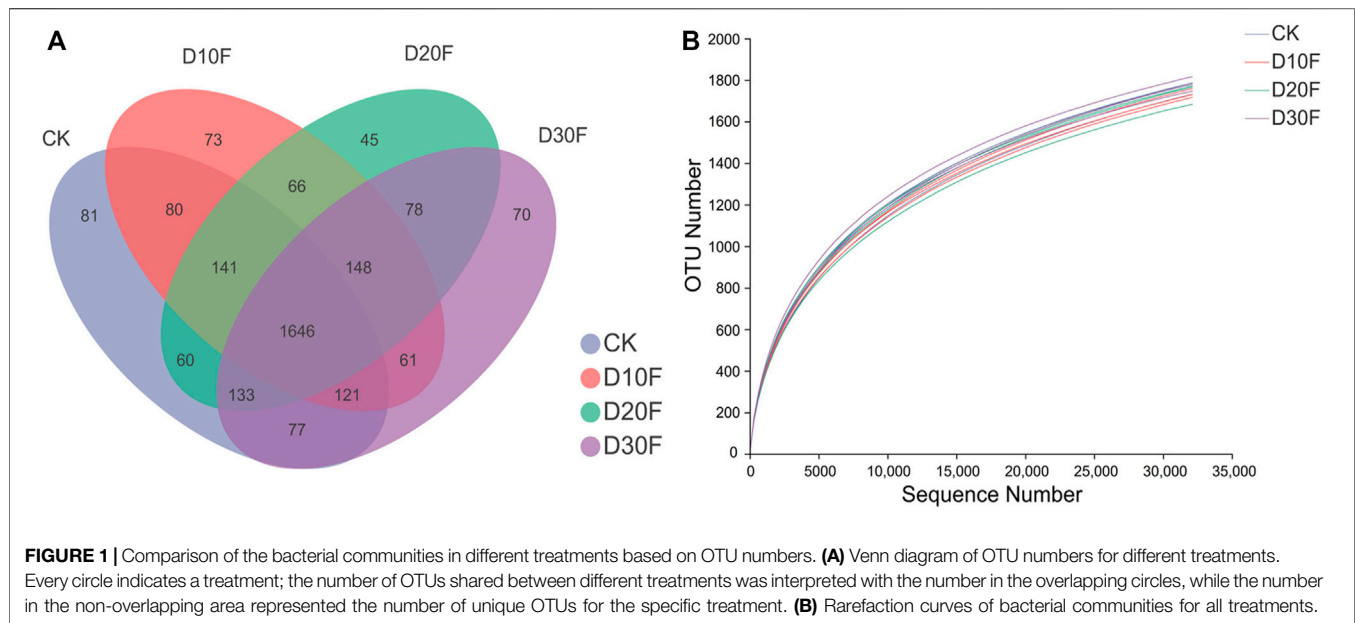 A
D10F
D20F
CK
D30F
73
45
81
80
66
78
70
141
148
1646
60
61
133
121
77
CK
D10F
D20F
D30F
B
CK
D10F
D20F
D30F
2000
1800
1600
1400
1200
1000
800
600
400
200
0
OTU Number
0 5000 10,000 15,000 20,000 25,000 30,000 35,000
Sequence Number
FIGURE 1 | Comparison of the bacterial communities in different treatments based on OTU numbers. (A) Venn diagram of OTU numbers for different treatments.
Every circle indicates a treatment; the number of OTUs shared between different treatments was interpreted with the number in the overlapping circles, while the number
in the non-overlapping area represented the number of unique OTUs for the specific treatment. (B) Rarefaction curves of bacterial communities for all treatments.